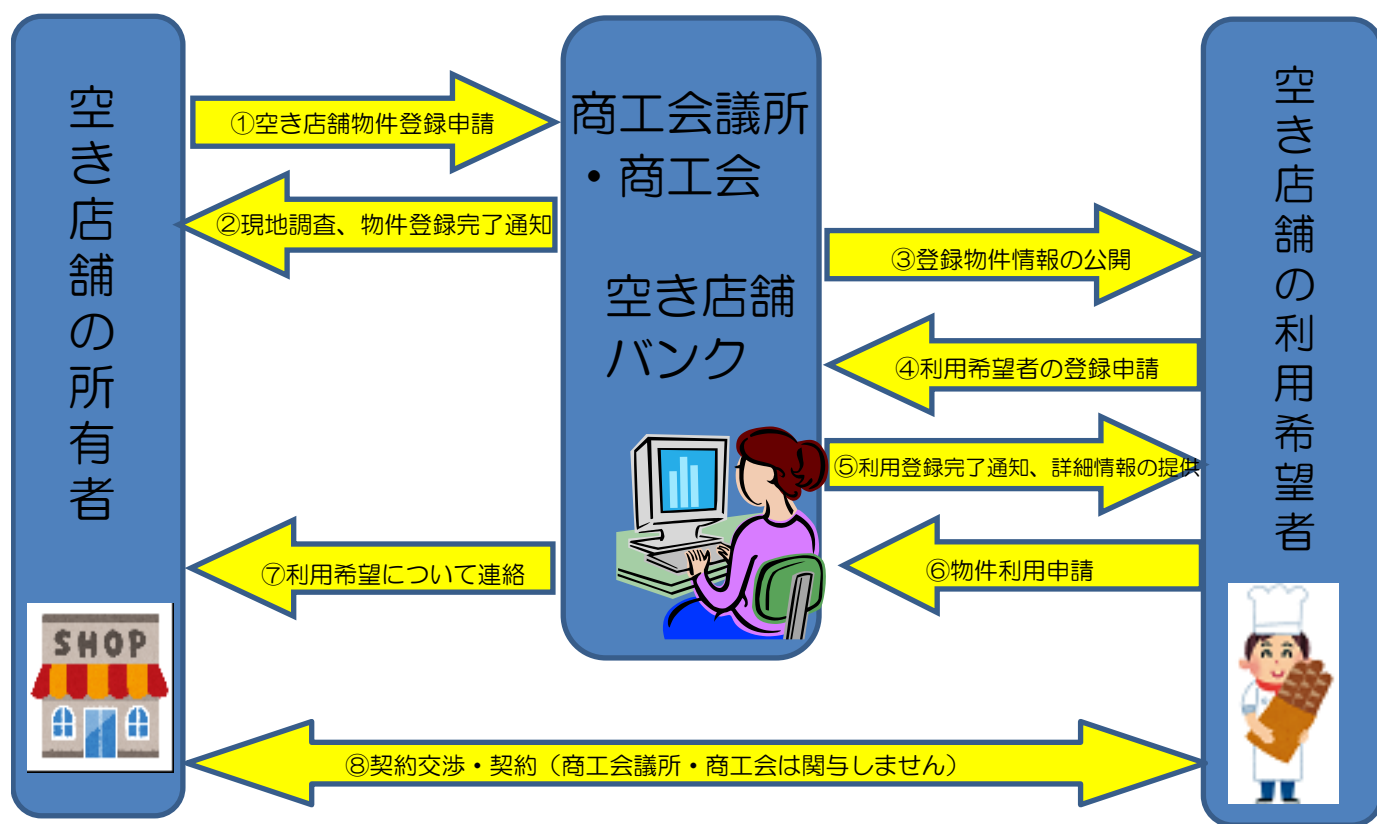 空き店舗の所有者
①空き店舗物件登録申請
②現地調査、物件登録完了通知
⑦利用希望について連絡
SHOP
商工会議所
・商工会
空き店舗
バンク
③登録物件情報の公開
④利用希望者の登録申請
⑤利用登録完了通知、詳細情報の提供
⑥物件利用申請
空き店舗の利用希望者
⑧契約交渉・契約（商工会議所・商工会は関与しません）